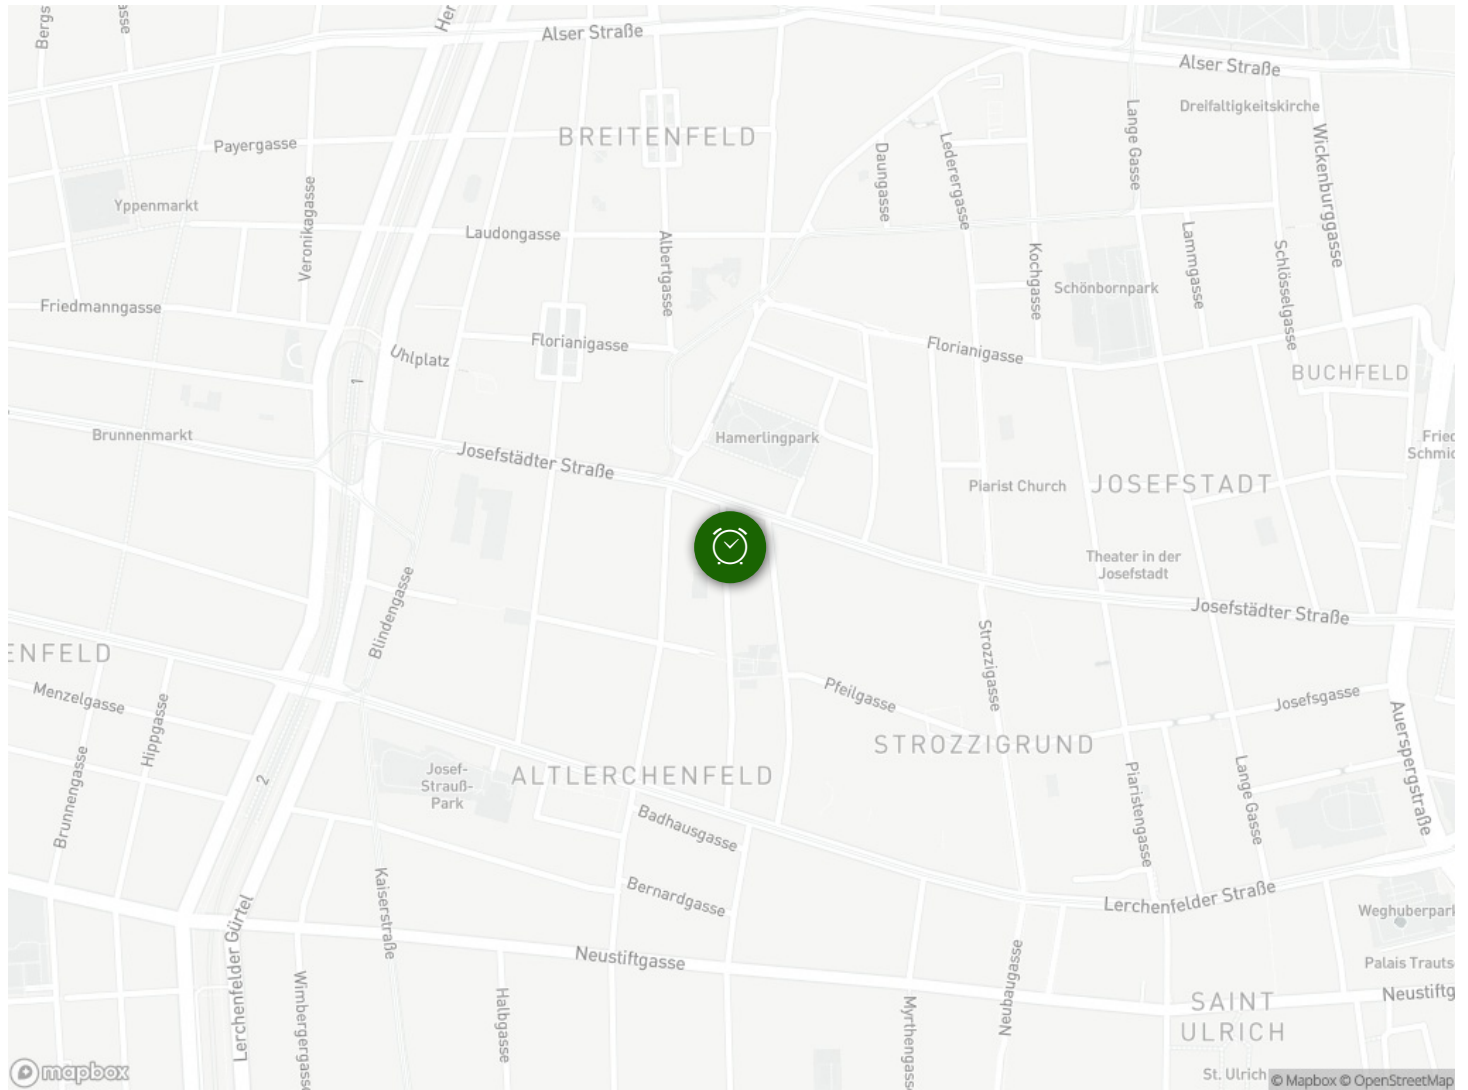 Alser Straße
Alser Straße
Dreifaltigkeitskirche
BREITENFELD
Payergasse
Lange Gasse
Wickenburggasse
Daungasse
Lederergasse
Yppenmarkt
Veronikagasse
Laudongasse
Albertgasse
Kochgasse
Lammgasse
Schlösselgasse
Schönbornpark
Friedmanngasse
Florianigasse
Florianigasse
Uhlplatz
BUCHFELD
1
Brunnenmarkt
Hamerlingpark
Josefstädter Straße
Piarist Church
JOSEFSTADT
Theater in der
Josefstadt
Josefstädter Straße
Blindengasse
Strozzigasse
ENFELD
Menzelgasse
Hippgasse
Pfeilgasse
Josefsgasse
Auerspergstraße
STROZZIGRUND
Brunnengasse
2
Josef-
Strauß-
Park
ALTLERCHENFELD
Piaristengasse
Lange Gasse
Badhausgasse
Bernardgasse
Kaiserstraße
Lerchenfelder Straße
Weghuberpark
Lerchenfelder Gürtel
Neustiftgasse
Neubaugasse
Palais Trauts
Neustiftg
Wimbergergass
Halbgasse
Myrthengasse
SAINT
ULRICH
St. Ulrich
mapbox
© Mapbox © OpenStreetMap